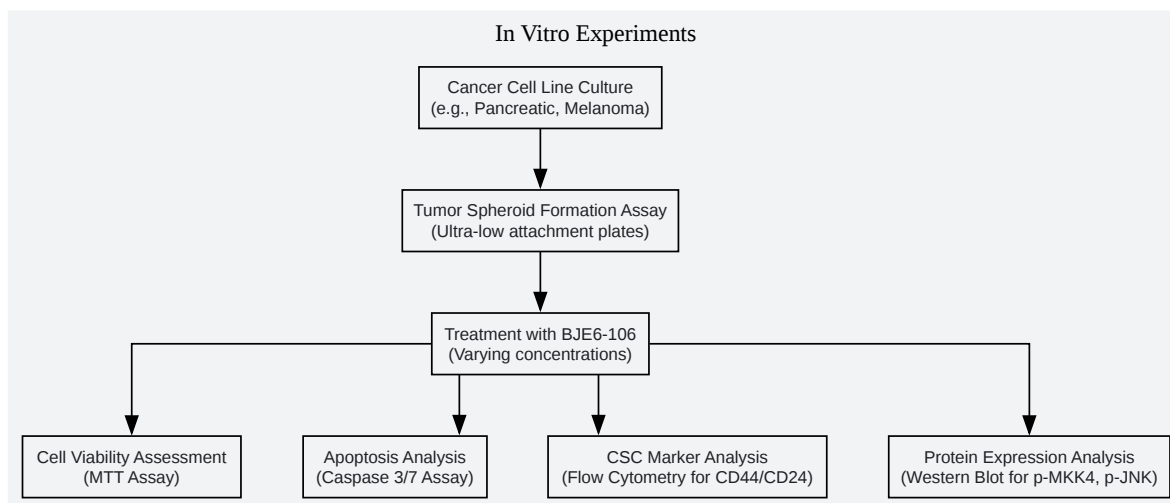 In Vitro Experiments
Cancer Cell Line Culture
(e.g., Pancreatic, Melanoma)
Tumor Spheroid Formation Assay
(Ultra-low attachment plates)
Treatment with BJE6-106
(Varying concentrations)
Cell Viability Assessment
(MTT Assay)
Apoptosis Analysis
(Caspase 3/7 Assay)
CSC Marker Analysis
(Flow Cytometry for CD44/CD24)
Protein Expression Analysis
(Western Blot for p-MKK4, p-JNK)